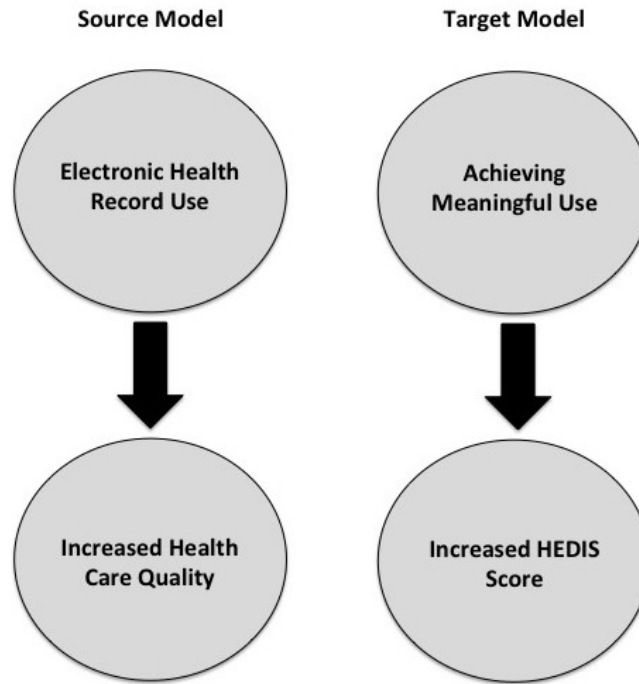 Source Model
Target Model
Electronic Health
Record Use
Achieving
Meaningful Use
Increased Health
Care Quality
Increased HEDIS
Score